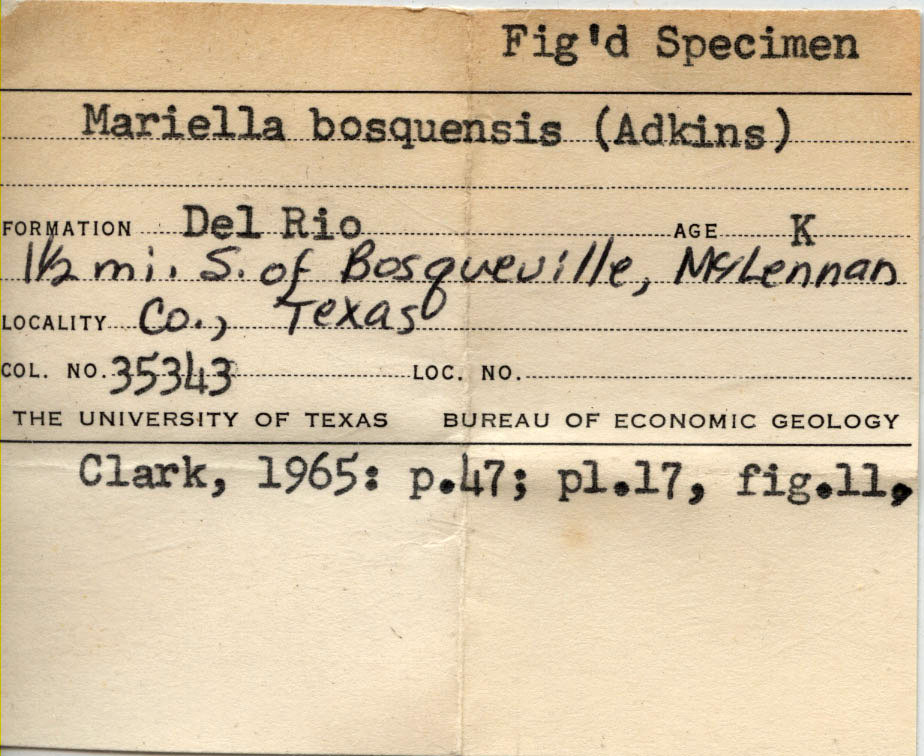 Fig'd Specimen
Mariella bosquensis (Adkins)
FORMATION Del Rio AGE K
1½ mi. S. of Bosqueville, McLennan
LOCALITY Co., Texas
COL. NO. 35343 LOC. NO.
THE UNIVERSITY OF TEXAS BUREAU OF ECONOMIC GEOLOGY
Clark, 1965: p.47; pl.17, fig.11,